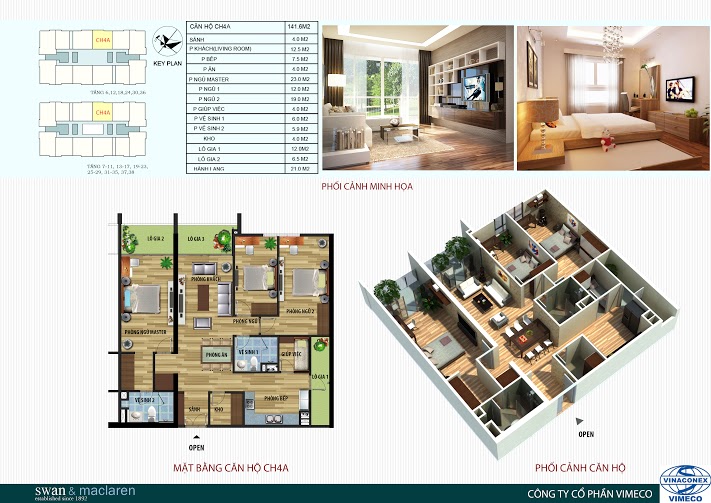 CH4A
TẦNG 6,12,18,24,30,36
CH4A
TẦNG 7-11, 13-17, 19-23,
25-29, 31-35, 37,38
KEY PLAN
CĂN HỘ CH4A 141.6M2
SẢNH 4.0 M2
P KHÁCH(LIVING ROOM) 12.5 M2
P BẾP 7.5 M2
P ĂN 4.0 M2
P NGỦ MASTER 23.0 M2
P NGỦ 1 12.0 M2
P NGỦ 2 19.0 M2
P GIÚP VIỆC 4.0 M2
P VỆ SINH 1 6.0 M2
P VỆ SINH.2 5.9 M2
KHO 4.0 M2
LÔ GIA 1 12.0M2
LÔ GIA 2 6.5 M2
HÀNH LANG 21.0 M2
PHỐI CẢNH MINH HỌA
LÔ GIA 2
LÔ GIA 3
PHÒNG KHÁCH
PHÒNG NGỦ MASTER
PHÒNG NGỦ
PHÒNG NGỦ 2
PHÒNG ĂN
VỆ SINH 1
GIÚP VIỆC
LÔ GIA 1
VỆ SINH 2
SẢNH
KHO
PHÒNG BẾP
OPEN
MẶT BẰNG CĂN HỘ CH4A
OPEN
PHỐI CẢNH CĂN HỘ
swan & maclaren
established since 1892
CÔNG TY CỔ PHẦN VIMECO
VINACONEX
VIMECO